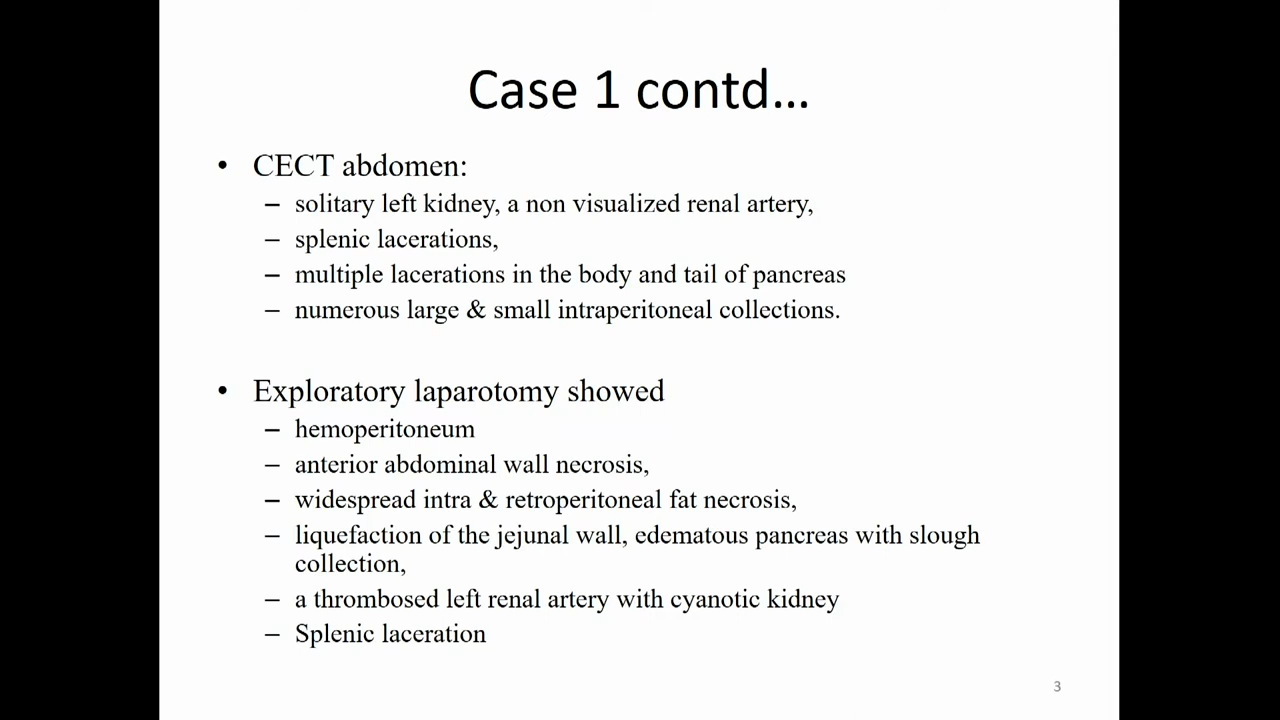 Case 1 contd…
• CECT abdomen:
– solitary left kidney, a non visualized renal artery,
– splenic lacerations,
– multiple lacerations in the body and tail of pancreas
– numerous large & small intraperitoneal collections.
• Exploratory laparotomy showed
– hemoperitoneum
– anterior abdominal wall necrosis,
– widespread intra & retroperitoneal fat necrosis,
– liquefaction of the jejunal wall, edematous pancreas with slough
collection,
– a thrombosed left renal artery with cyanotic kidney
– Splenic laceration
3